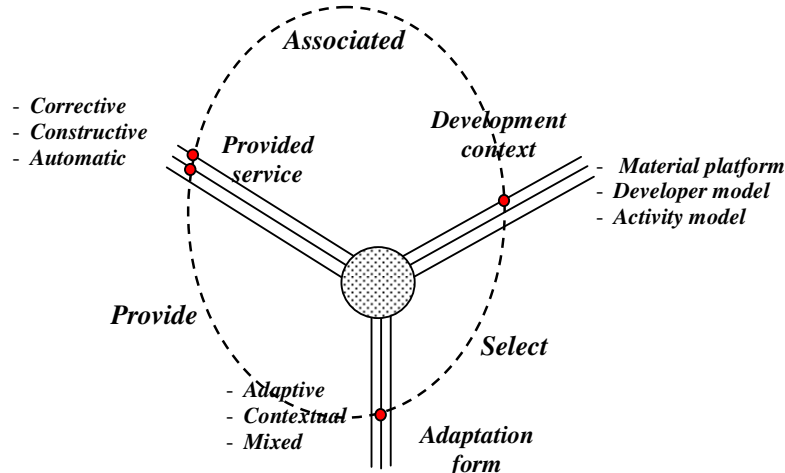 Associated
- Corrective
- Constructive
- Automatic
Provided
service
Development
context
- Material platform
- Developer model
- Activity model
Provide
Select
- Adaptive
- Contextual
- Mixed
Adaptation
form